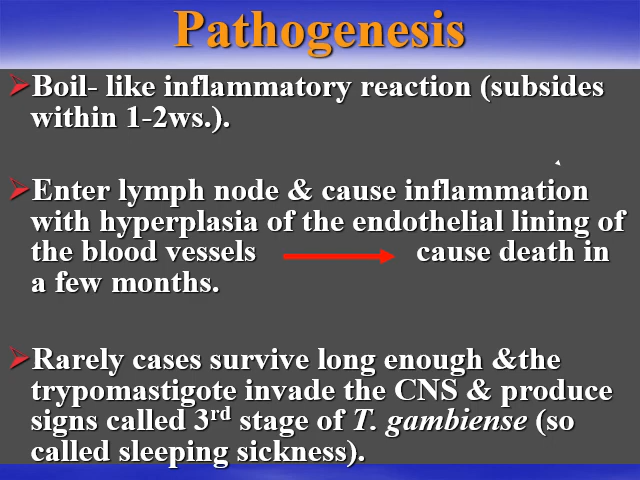 Pathogenesis
Boil- like inflammatory reaction (subsides
within 1-2ws.).
Enter lymph node & cause inflammation
with hyperplasia of the endothelial lining of
the blood vessels cause death in
a few months.
Rarely cases survive long enough &the
trypomastigote invade the CNS & produce
signs called 3rd stage of T. gambiense (so
called sleeping sickness).